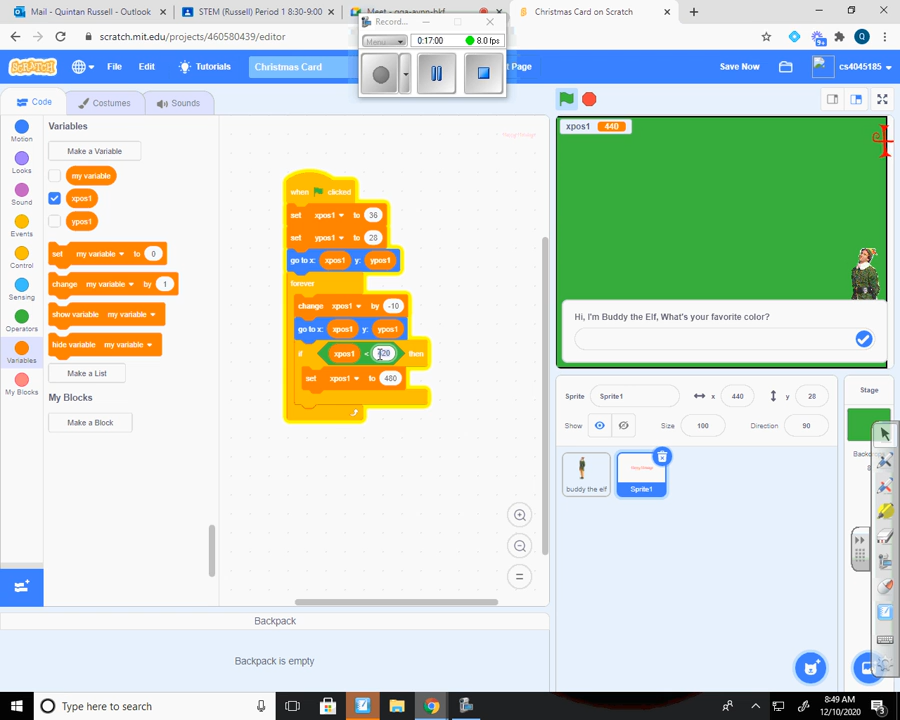 Mail - Quintan Russell - Outlook
STEM (Russell) Period 1 8:30-9:00
Record...
Christmas Card on Scratch
scratch.mit.edu/projects/460580439/editor
Menu
0:17:00
8.0 fps
9+
Q
SCRATCH
File
Edit
Tutorials
Christmas Card
Page
Save Now
cs4045185
Code
Costumes
Sounds
Motion
Looks
Sound
Events
Control
Sensing
Operators
Variables
My Blocks
Variables
Make a Variable
my variable
xpos1
ypos1
set my variable to 0
change my variable by 1
show variable my variable
hide variable my variable
Make a List
My Blocks
Make a Block
when clicked
set xpos1 to 36
set ypos1 to 28
go to x: xpos1 y: ypos1
forever
change xpos1 by -10
go to x: xpos1 y: ypos1
if xpos1 < 20 then
set xpos1 to 480
xpos1 440
Hi, I'm Buddy the Elf, What's your favorite color?
Sprite Sprite1 x 440 y 28
Show Size 100 Direction 90
buddy the elf
Sprite1
Stage
Backpack
Backpack is empty
Type here to search
8:49 AM
12/10/2020
3